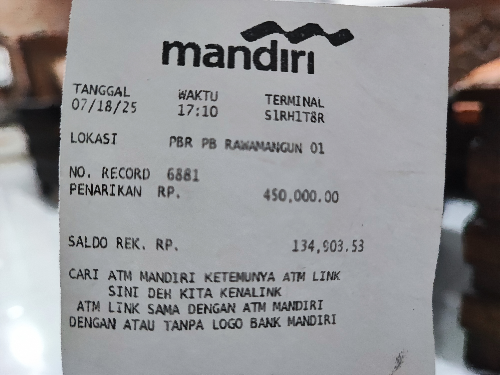 mandiri
TANGGAL WAKTU TERMINAL
07/18/25 17:10 S1RH1T8R
LOKASI PBR PB RAWAMANGUN 01
NO. RECORD 6881
PENARIKAN RP. 450,000.00
SALDO REK. RP. 134,903.53
CARI ATM MANDIRI KETEMUNYA ATM LINK
SINI DEH KITA KENALINK
ATM LINK SAMA DENGAN ATM MANDIRI
DENGAN ATAU TANPA LOGO BANK MANDIRI